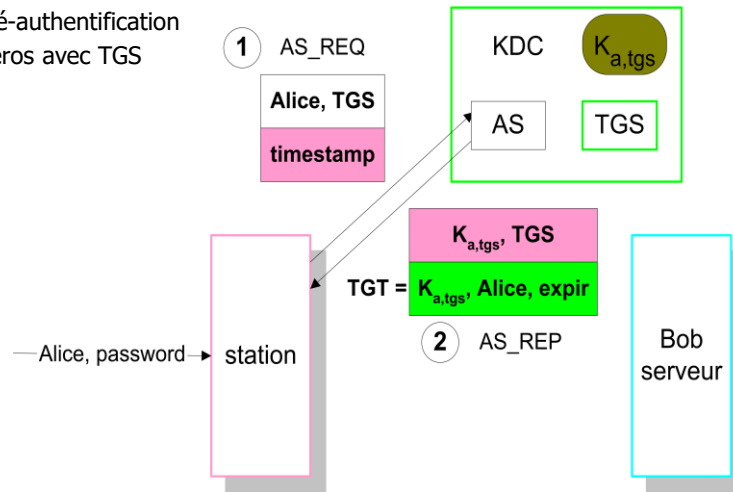 é-authentification
ros avec TGS
1 AS_REQ
Alice, TGS
timestamp
KDC
Ka,tgs
AS
TGS
Ka,tgs, TGS
TGT = Ka,tgs, Alice, expir
2 AS_REP
Alice, password
station
Bob
serveur